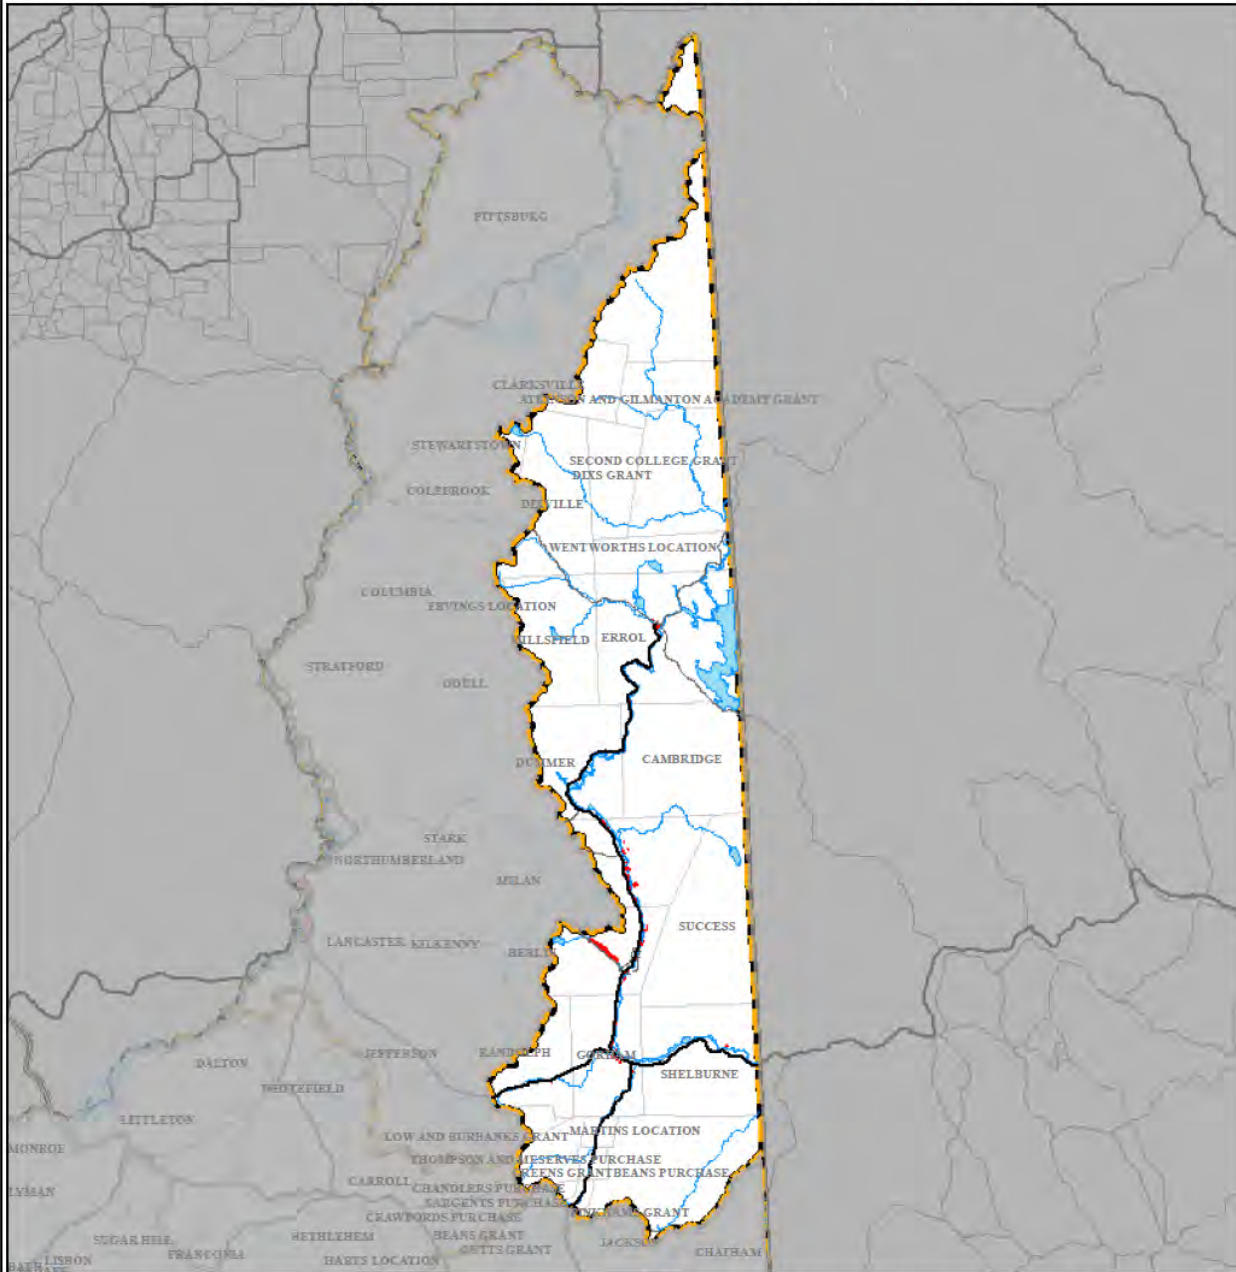 PITTSBURG
CLARKSVILLE
ATKINSON AND GILMANTON ACADEMY GRANT
STEWARTSTOWN
SECOND COLLEGE GRANT
DIXS GRANT
COLEBROOK
DIXVILLE
WENTWORTHS LOCATION
COLUMBIA
ERVINGS LOCATION
MILLSFIELD
ERROL
STRATFORD
ODELL
DUMMER
CAMBRIDGE
STARK
NORTHUMBERLAND
MILAN
SUCCESS
LANCASTER
KILKENNY
BERLIN
JEFFERSON
RANDOLPH
GORHAM
DALTON
SHELBURNE
WHITEFIELD
LITTLETON
MARTINS LOCATION
LOW AND BURBANKS GRANT
MONROE
THOMPSON AND MESERVES PURCHASE
GREENS GRANT
BEANS PURCHASE
CARROLL
CHANDLERS PURCHASE
LYMAN
SARGENTS PURCHASE
PINKHAMS GRANT
CRAWFORDS PURCHASE
BETHLEHEM
BEANS GRANT
SUGAR HILL
JACKSON
FRANCONIA
CUTTS GRANT
CHATHAM
LISBON
HARTS LOCATION
BATH